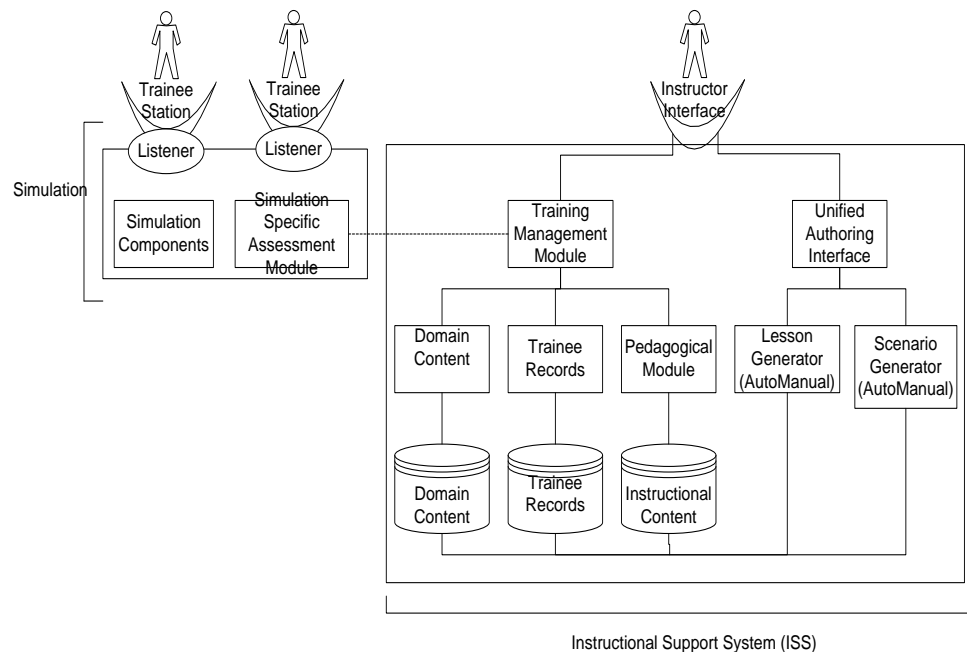 Trainee
Station
Trainee
Station
Instructor
Interface
Listener
Listener
Simulation
Simulation
Components
Simulation
Specific
Assessment
Module
Training
Management
Module
Unified
Authoring
Interface
Domain
Content
Trainee
Records
Pedagogical
Module
Lesson
Generator
(AutoManual)
Scenario
Generator
(AutoManual)
Domain
Content
Trainee
Records
Instructional
Content
Instructional Support System (ISS)